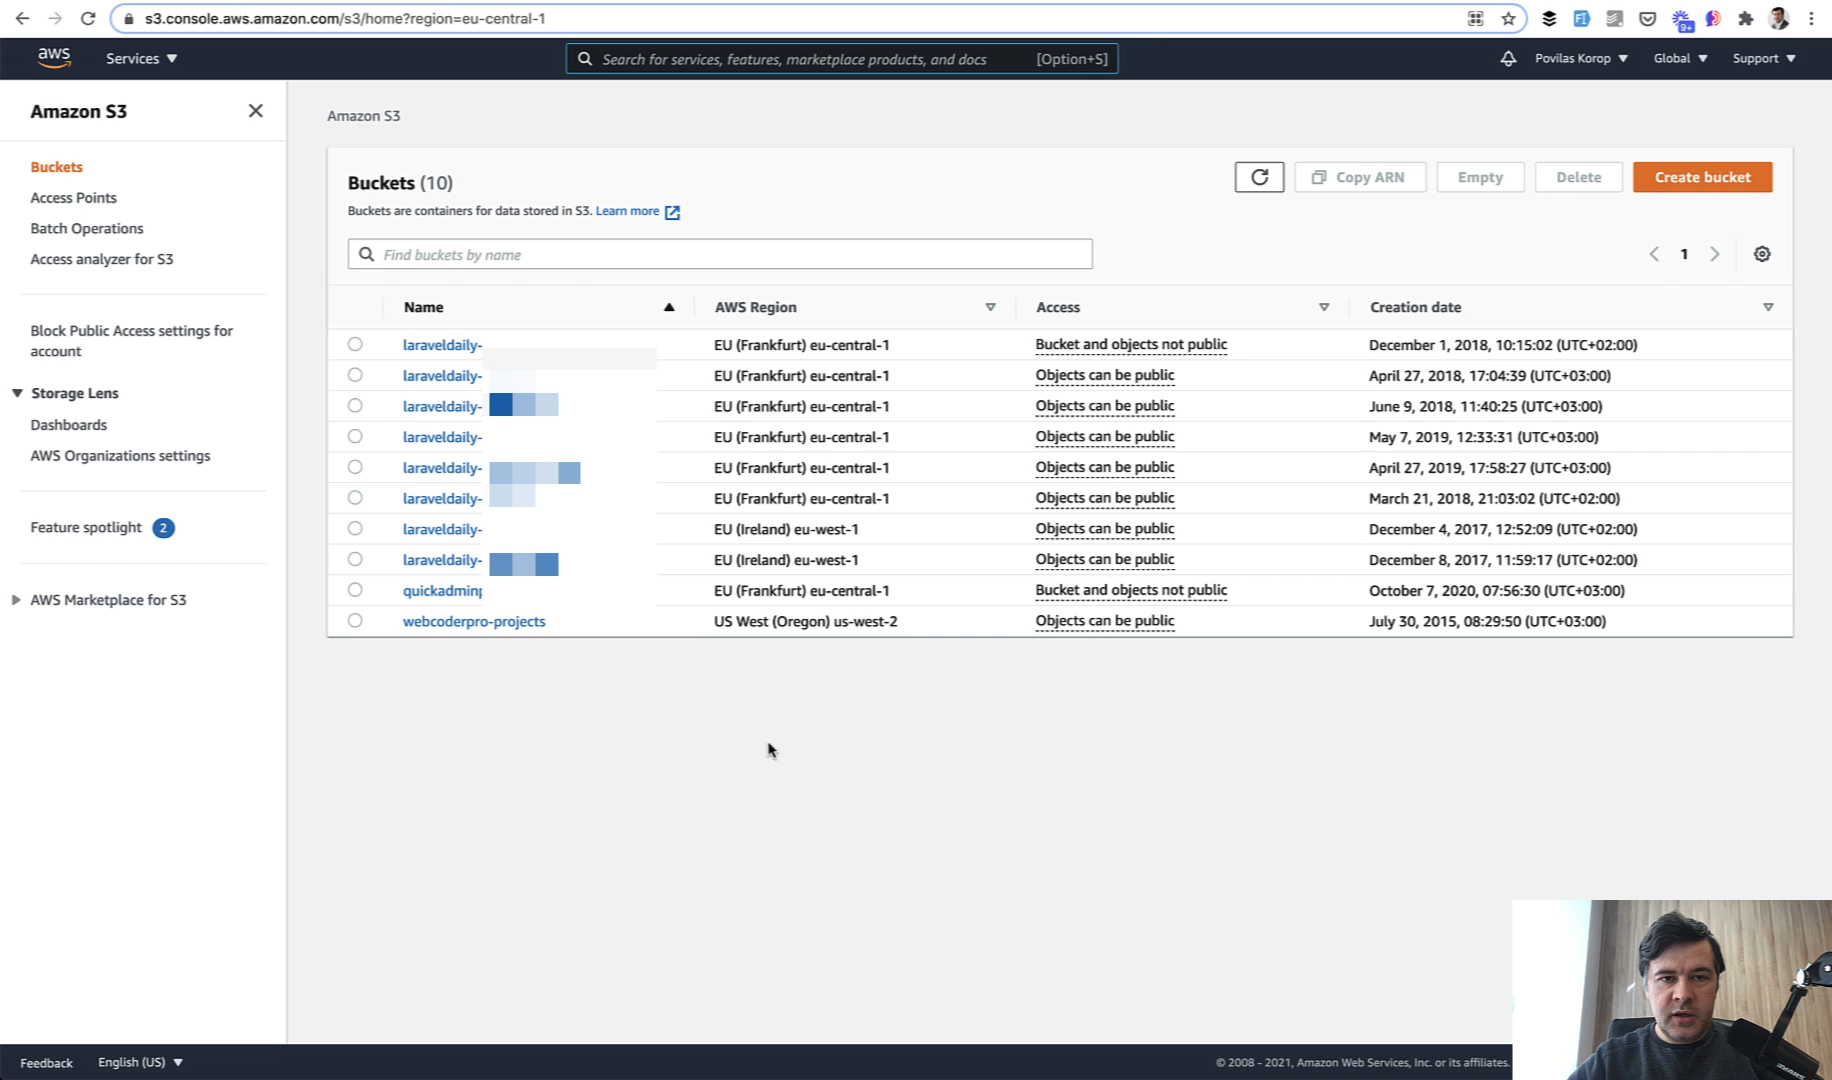 s3.console.aws.amazon.com/s3/home?region=eu-central-1
9+
aws
Services
Search for services, features, marketplace products, and docs
[Option+S]
Povilas Korop
Global
Support
Amazon S3
Buckets
Access Points
Batch Operations
Access analyzer for S3
Block Public Access settings for
account
Storage Lens
Dashboards
AWS Organizations settings
Feature spotlight 2
AWS Marketplace for S3
Amazon S3
Buckets (10)
Buckets are containers for data stored in S3. Learn more
Copy ARN
Empty
Delete
Create bucket
Find buckets by name
1
Name AWS Region Access Creation date
laraveldaily- EU (Frankfurt) eu-central-1 Bucket and objects not public December 1, 2018, 10:15:02 (UTC+02:00)
laraveldaily- EU (Frankfurt) eu-central-1 Objects can be public April 27, 2018, 17:04:39 (UTC+03:00)
laraveldaily- EU (Frankfurt) eu-central-1 Objects can be public June 9, 2018, 11:40:25 (UTC+03:00)
laraveldaily- EU (Frankfurt) eu-central-1 Objects can be public May 7, 2019, 12:33:31 (UTC+03:00)
laraveldaily- EU (Frankfurt) eu-central-1 Objects can be public April 27, 2019, 17:58:27 (UTC+03:00)
laraveldaily- EU (Frankfurt) eu-central-1 Objects can be public March 21, 2018, 21:03:02 (UTC+02:00)
laraveldaily- EU (Ireland) eu-west-1 Objects can be public December 4, 2017, 12:52:09 (UTC+02:00)
laraveldaily- EU (Ireland) eu-west-1 Objects can be public December 8, 2017, 11:59:17 (UTC+02:00)
quickadminp EU (Frankfurt) eu-central-1 Bucket and objects not public October 7, 2020, 07:56:30 (UTC+03:00)
webcoderpro-projects US West (Oregon) us-west-2 Objects can be public July 30, 2015, 08:29:50 (UTC+03:00)
Feedback
English (US)
© 2008 - 2021, Amazon Web Services, Inc. or its affiliates.